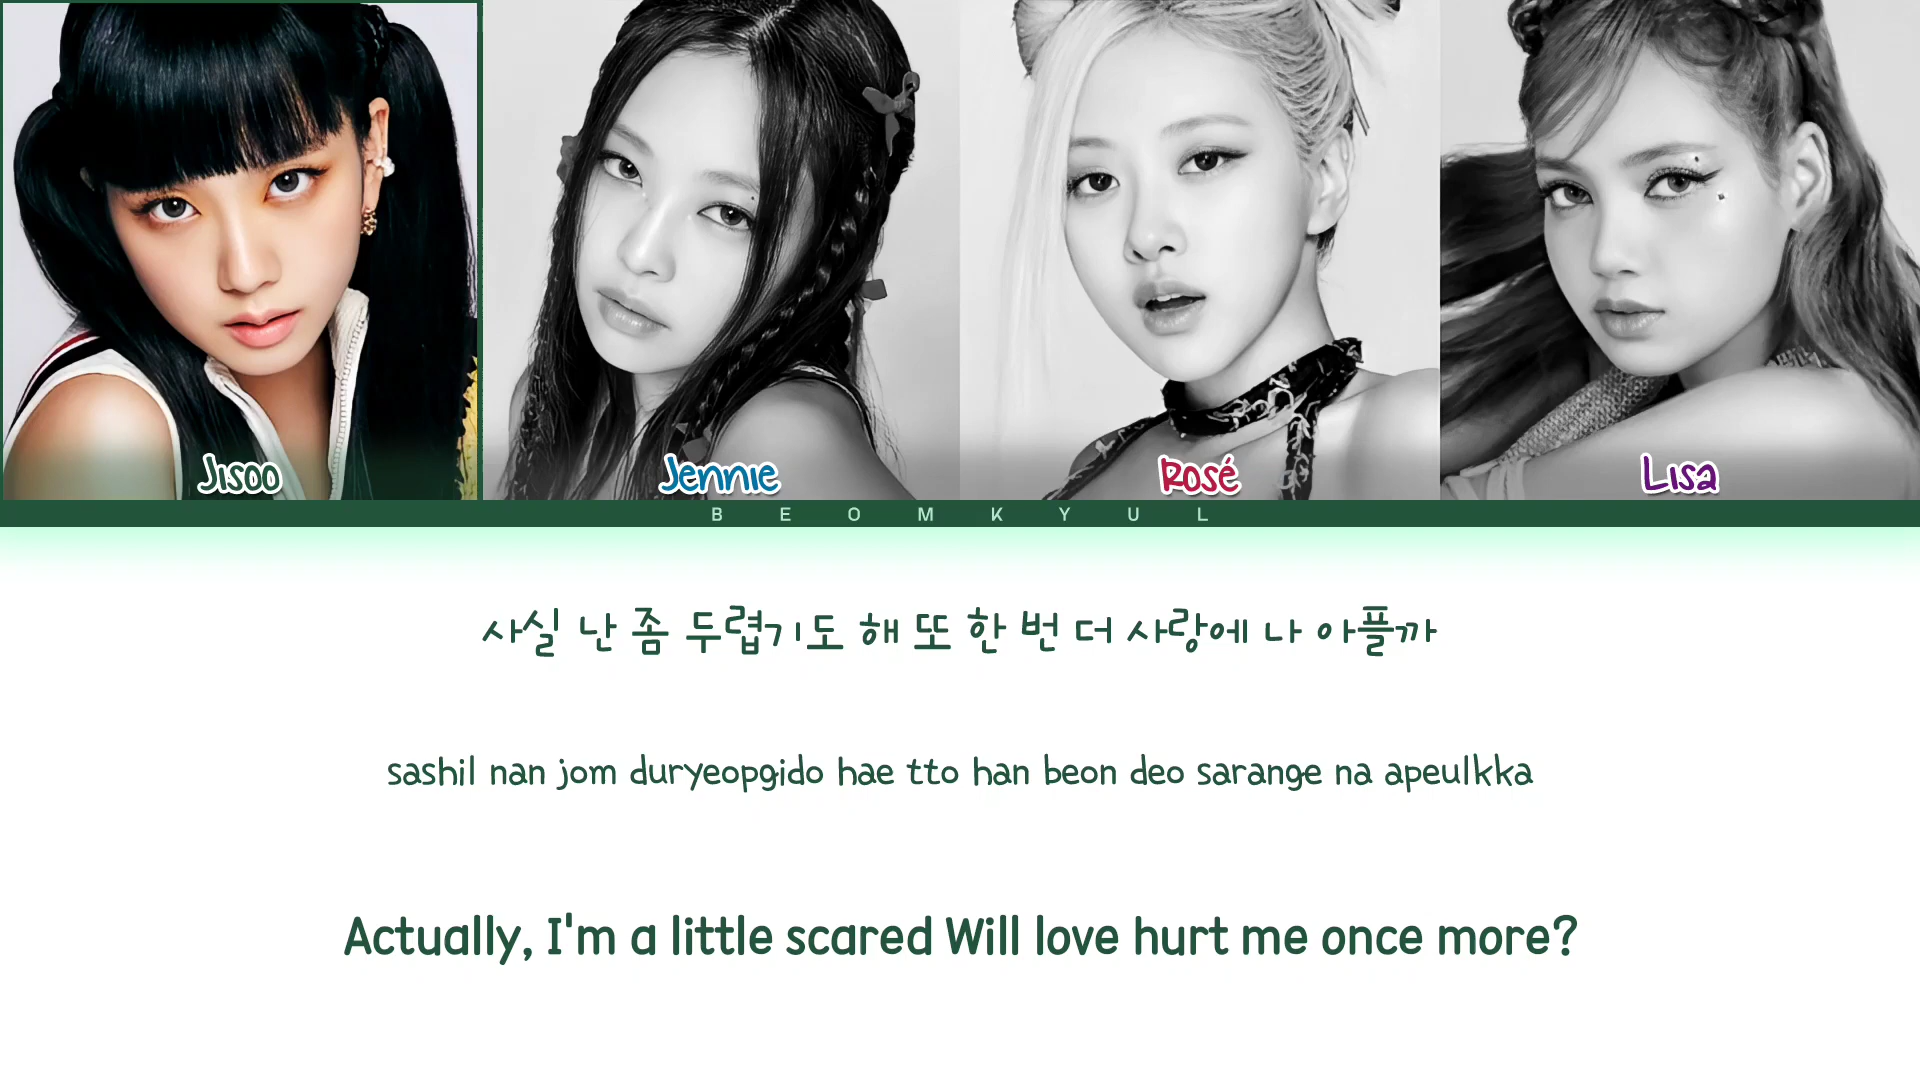 Jisoo Jennie Rosé Lisa
BEOMKYUL
사실 난 좀 두렵기도 해 또 한 번 더 사랑에 나 아플까
sashil nan jom duryeopgido hae tto han beon deo sarange na apeulkka
Actually, I'm a little scared Will love hurt me once more?